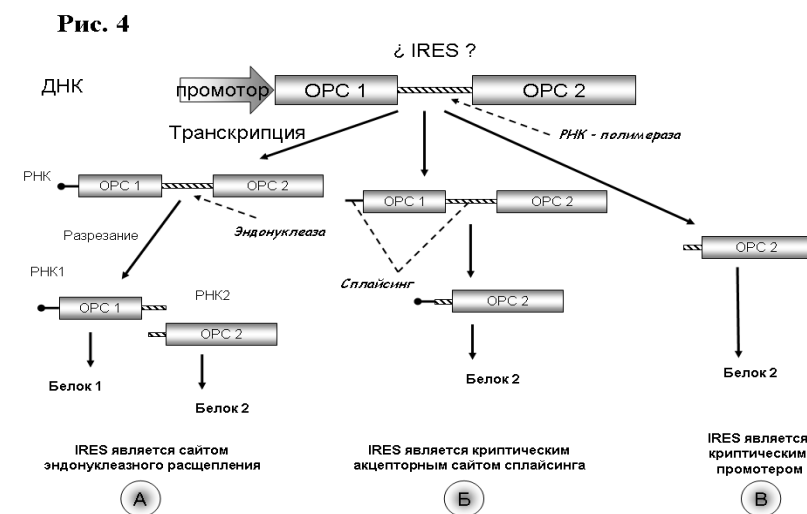 Рис. 4
¿ IRES ?
ДНК
промотор
ОРС 1
ОРС 2
Транскрипция
РНК - полимераза
РНК
ОРС 1
ОРС 2
ОРС 1
ОРС 2
Эндонуклеаза
Разрезание
ОРС 2
РНК1
РНК2
Сплайсинг
ОРС 1
ОРС 2
ОРС 2
Белок 1
Белок 2
Белок 2
Белок 2
IRES является сайтом
эндонуклеазного расщепления
IRES является криптическим
акцепторным сайтом сплайсинга
IRES является
криптическим
промотером
А
Б
В